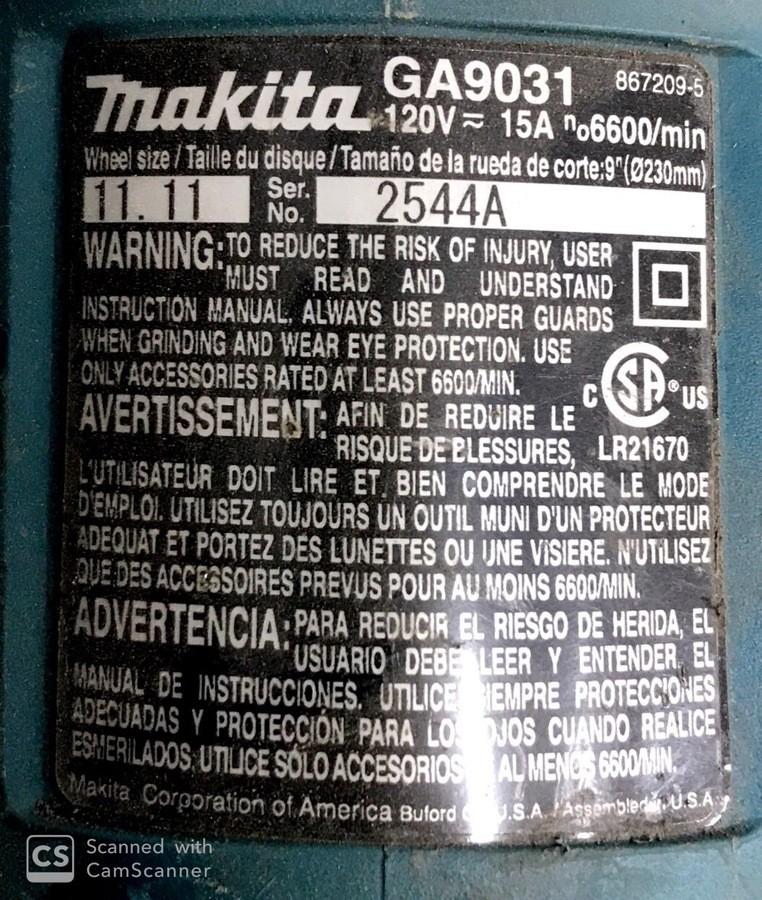 makita GA9031 867209-5
120V ≂ 15A n₀6600/min
Wheel size / Taille du disque / Tamaño de la rueda de corte:9"(Ø230mm)
11.11 Ser. No. 2544A
WARNING: TO REDUCE THE RISK OF INJURY, USER
MUST READ AND UNDERSTAND
INSTRUCTION MANUAL. ALWAYS USE PROPER GUARDS
WHEN GRINDING AND WEAR EYE PROTECTION. USE
ONLY ACCESSORIES RATED AT LEAST 6600/MIN.
C SA ® US
AVERTISSEMENT: AFIN DE REDUIRE LE
RISQUE DE BLESSURES, LR21670
L'UTILISATEUR DOIT LIRE ET BIEN COMPRENDRE LE MODE
D'EMPLOI. UTILISEZ TOUJOURS UN OUTIL MUNI D'UN PROTECTEUR
ADEQUAT ET PORTEZ DES LUNETTES OU UNE VISIERE. N'UTILISEZ
QUE DES ACCESSOIRES PREVUS POUR AU MOINS 6600/MIN.
ADVERTENCIA: PARA REDUCIR EL RIESGO DE HERIDA, EL
USUARIO DEBE LEER Y ENTENDER EL
MANUAL DE INSTRUCCIONES. UTILICE SIEMPRE PROTECCIONES
ADECUADAS Y PROTECCIÓN PARA LOS OJOS CUANDO REALICE
ESMERILADOS, UTILICE SÓLO ACCESORIOS AL MENOS 6600/MIN.
Makita Corporation of America Buford U.S.A. / Assembled in U.S.A.
CS Scanned with
CamScanner